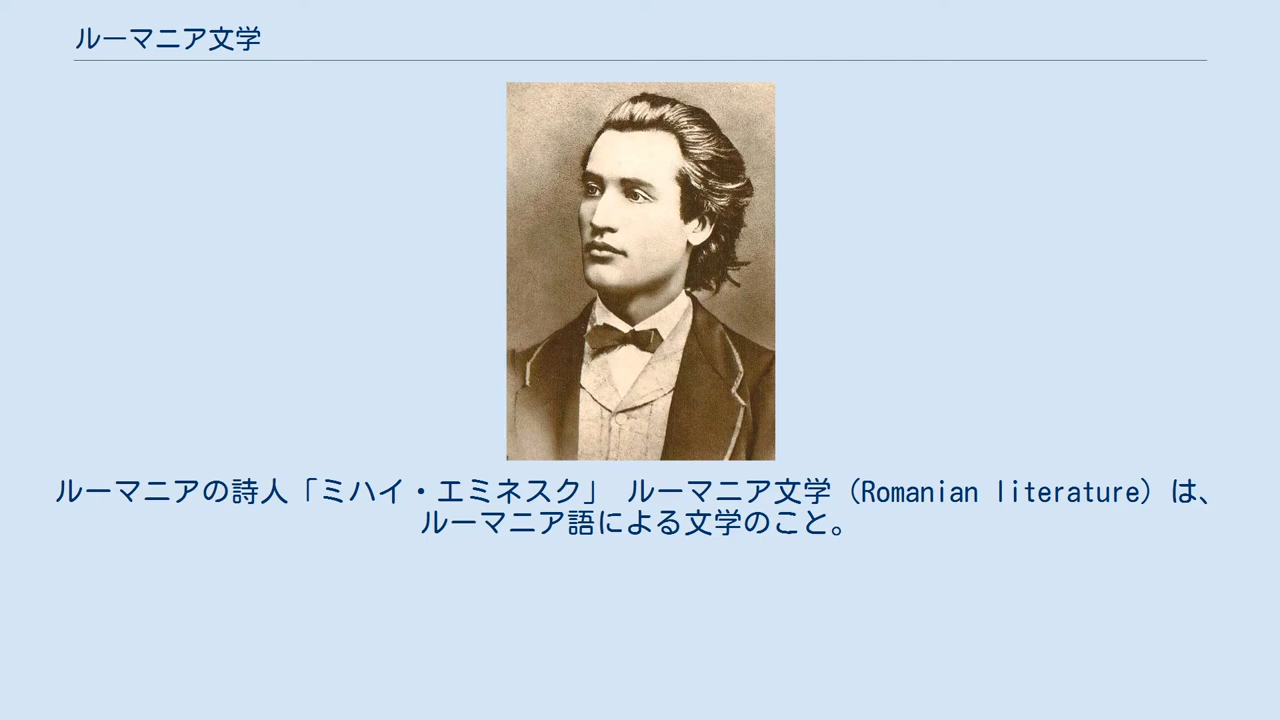 ルーマニア文学
ルーマニアの詩人「ミハイ・エミネスク」 ルーマニア文学（Romanian literature）は、
ルーマニア語による文学のこと。